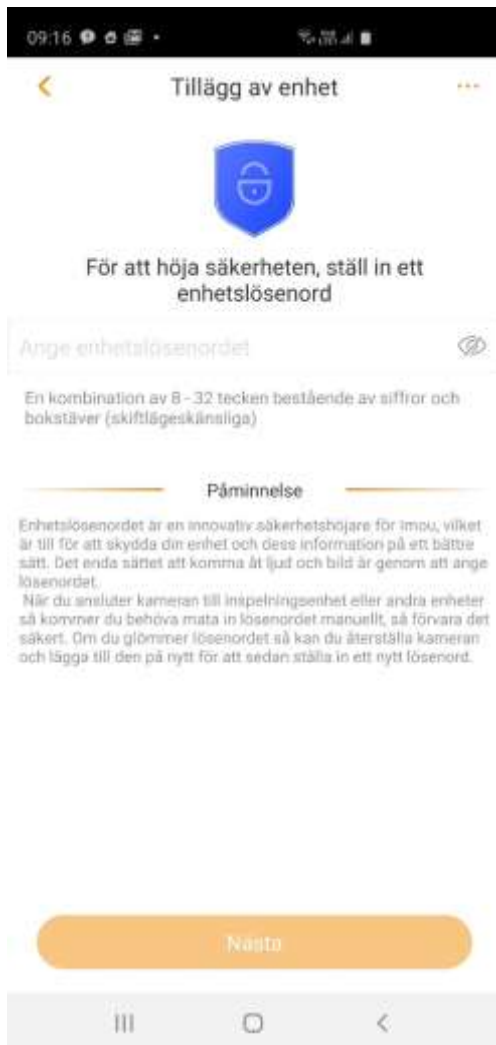 09:16
Tillägg av enhet
För att höja säkerheten, ställ in ett
enhetslösenord
Ange enhetslösenordet
En kombination av 8 - 32 tecken bestående av siffror och
bokstäver (skiftlägeskänsliga)
Påminnelse
Enhetslösenordet är en innovativ säkerhetshöjare för Imou, vilket
är till för att skydda din enhet och dess information på ett bättre
sätt. Det enda sättet att komma åt ljud och bild är genom att ange
lösenordet.
När du ansluter kameran till inspelningsenhet eller andra enheter
så kommer du behöva mata in lösenordet manuellt, så förvara det
säkert. Om du glömmer lösenordet så kan du återställa kameran
och lägga till den på nytt för att sedan ställa in ett nytt lösenord.
Nästa